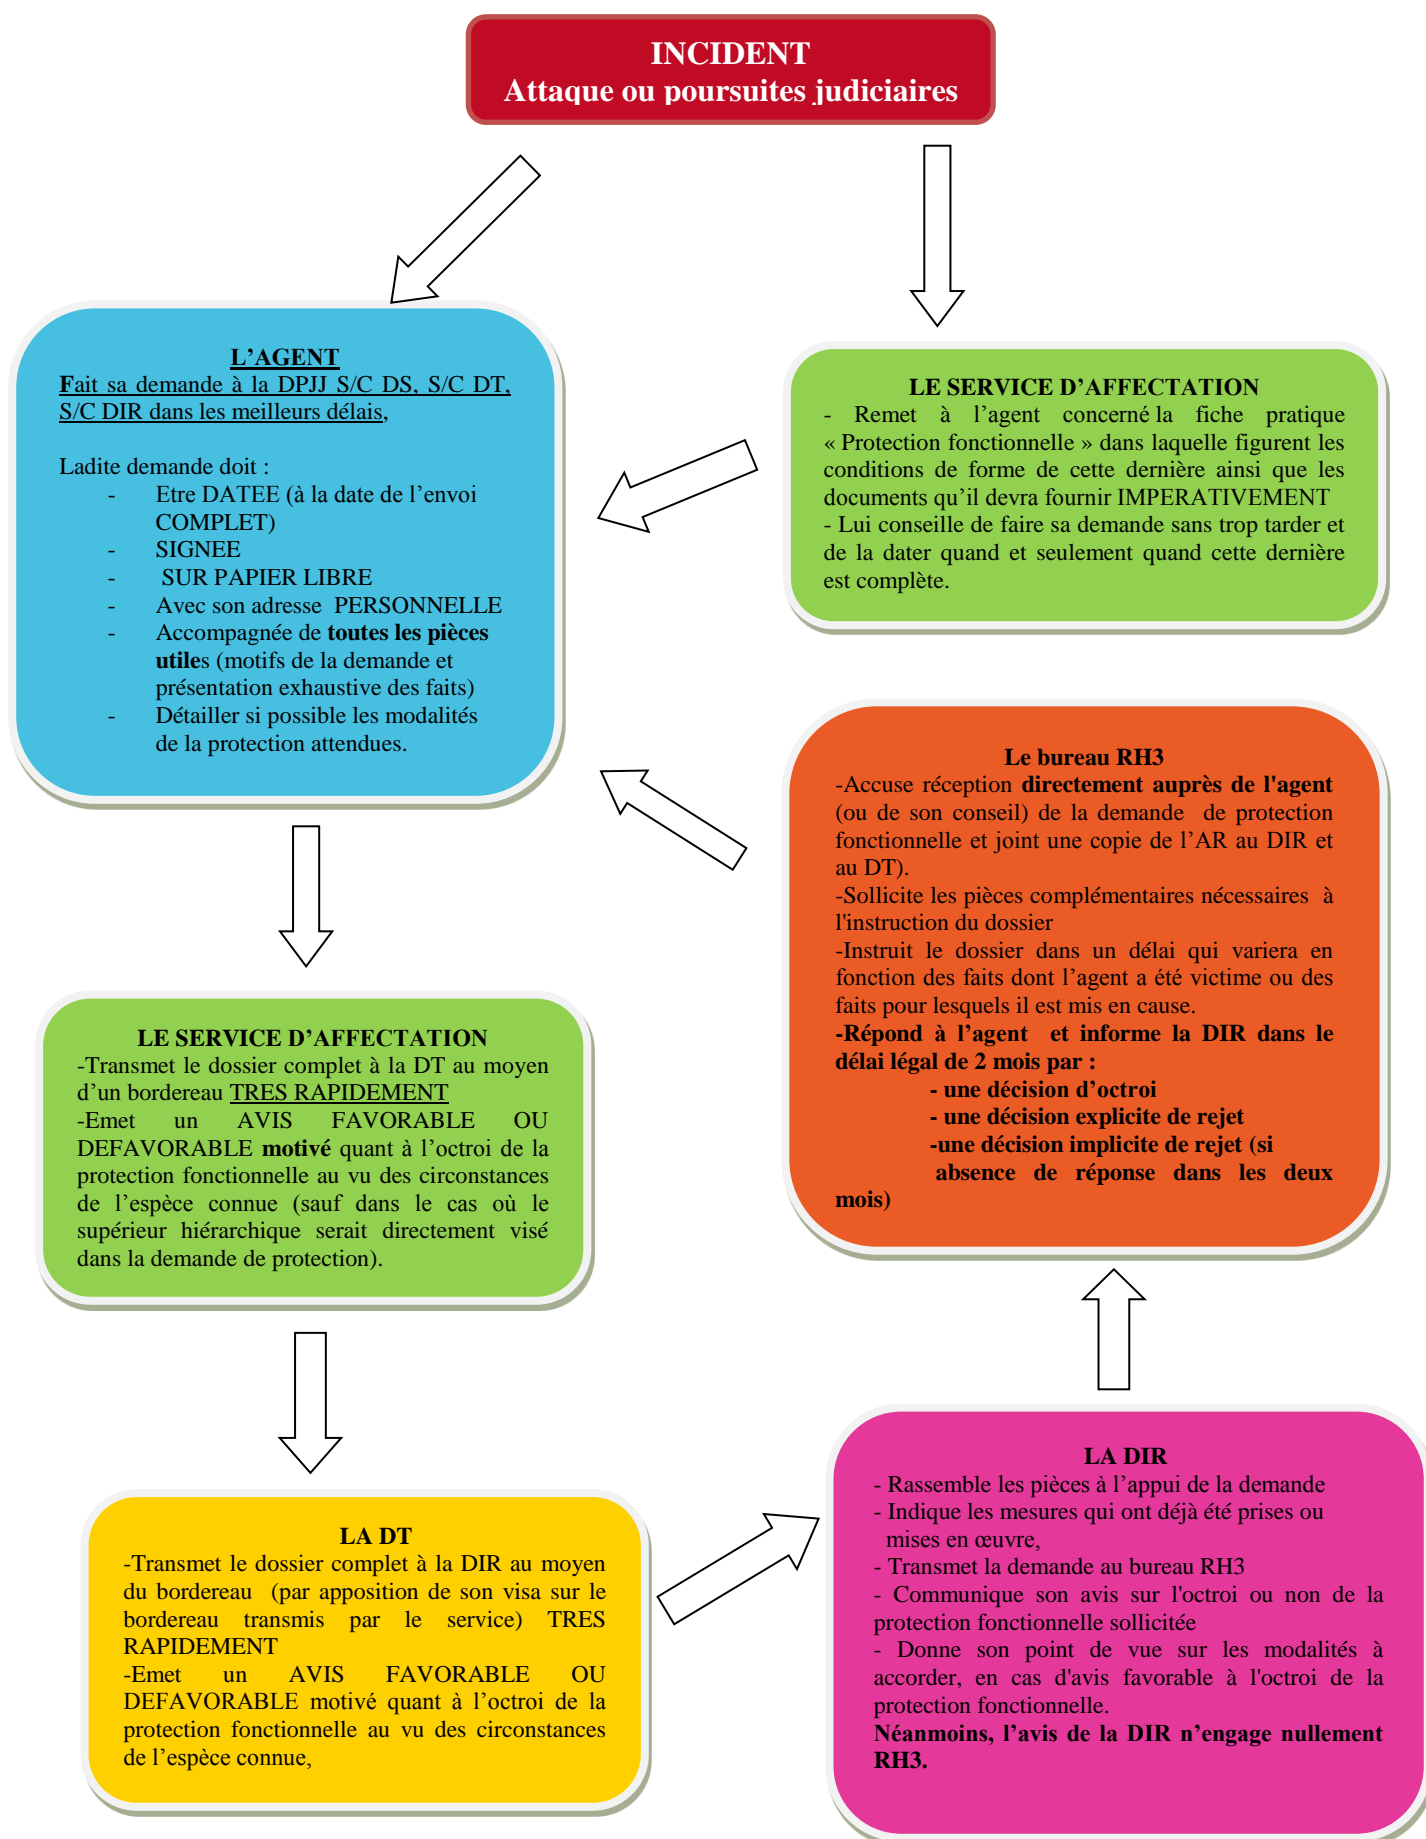 INCIDENT
Attaque ou poursuites judiciaires
L’AGENT
Fait sa demande à la DPJJ S/C DS, S/C DT,
S/C DIR dans les meilleurs délais,
Ladite demande doit :
- Etre DATEE (à la date de l’envoi
COMPLET)
- SIGNEE
- SUR PAPIER LIBRE
- Avec son adresse PERSONNELLE
- Accompagnée de toutes les pièces
utiles (motifs de la demande et
présentation exhaustive des faits)
- Détailler si possible les modalités
de la protection attendues.
LE SERVICE D’AFFECTATION
- Remet à l’agent concerné la fiche pratique
« Protection fonctionnelle » dans laquelle figurent les
conditions de forme de cette dernière ainsi que les
documents qu’il devra fournir IMPERATIVEMENT
- Lui conseille de faire sa demande sans trop tarder et
de la dater quand et seulement quand cette dernière
est complète.
Le bureau RH3
-Accuse réception directement auprès de l'agent
(ou de son conseil) de la demande de protection
fonctionnelle et joint une copie de l’AR au DIR et
au DT).
-Sollicite les pièces complémentaires nécessaires à
l'instruction du dossier
-Instruit le dossier dans un délai qui variera en
fonction des faits dont l’agent a été victime ou des
faits pour lesquels il est mis en cause.
-Répond à l’agent et informe la DIR dans le
délai légal de 2 mois par :
- une décision d’octroi
- une décision explicite de rejet
-une décision implicite de rejet (si
absence de réponse dans les deux
mois)
LE SERVICE D’AFFECTATION
-Transmet le dossier complet à la DT au moyen
d’un bordereau TRES RAPIDEMENT
-Emet un AVIS FAVORABLE OU
DEFAVORABLE motivé quant à l’octroi de la
protection fonctionnelle au vu des circonstances
de l’espèce connue (sauf dans le cas où le
supérieur hiérarchique serait directement visé
dans la demande de protection).
LA DT
-Transmet le dossier complet à la DIR au moyen
du bordereau (par apposition de son visa sur le
bordereau transmis par le service) TRES
RAPIDEMENT
-Emet un AVIS FAVORABLE OU
DEFAVORABLE motivé quant à l’octroi de la
protection fonctionnelle au vu des circonstances
de l’espèce connue,
LA DIR
- Rassemble les pièces à l’appui de la demande
- Indique les mesures qui ont déjà été prises ou
mises en œuvre,
- Transmet la demande au bureau RH3
- Communique son avis sur l'octroi ou non de la
protection fonctionnelle sollicitée
- Donne son point de vue sur les modalités à
accorder, en cas d'avis favorable à l'octroi de la
protection fonctionnelle.
Néanmoins, l’avis de la DIR n’engage nullement
RH3.